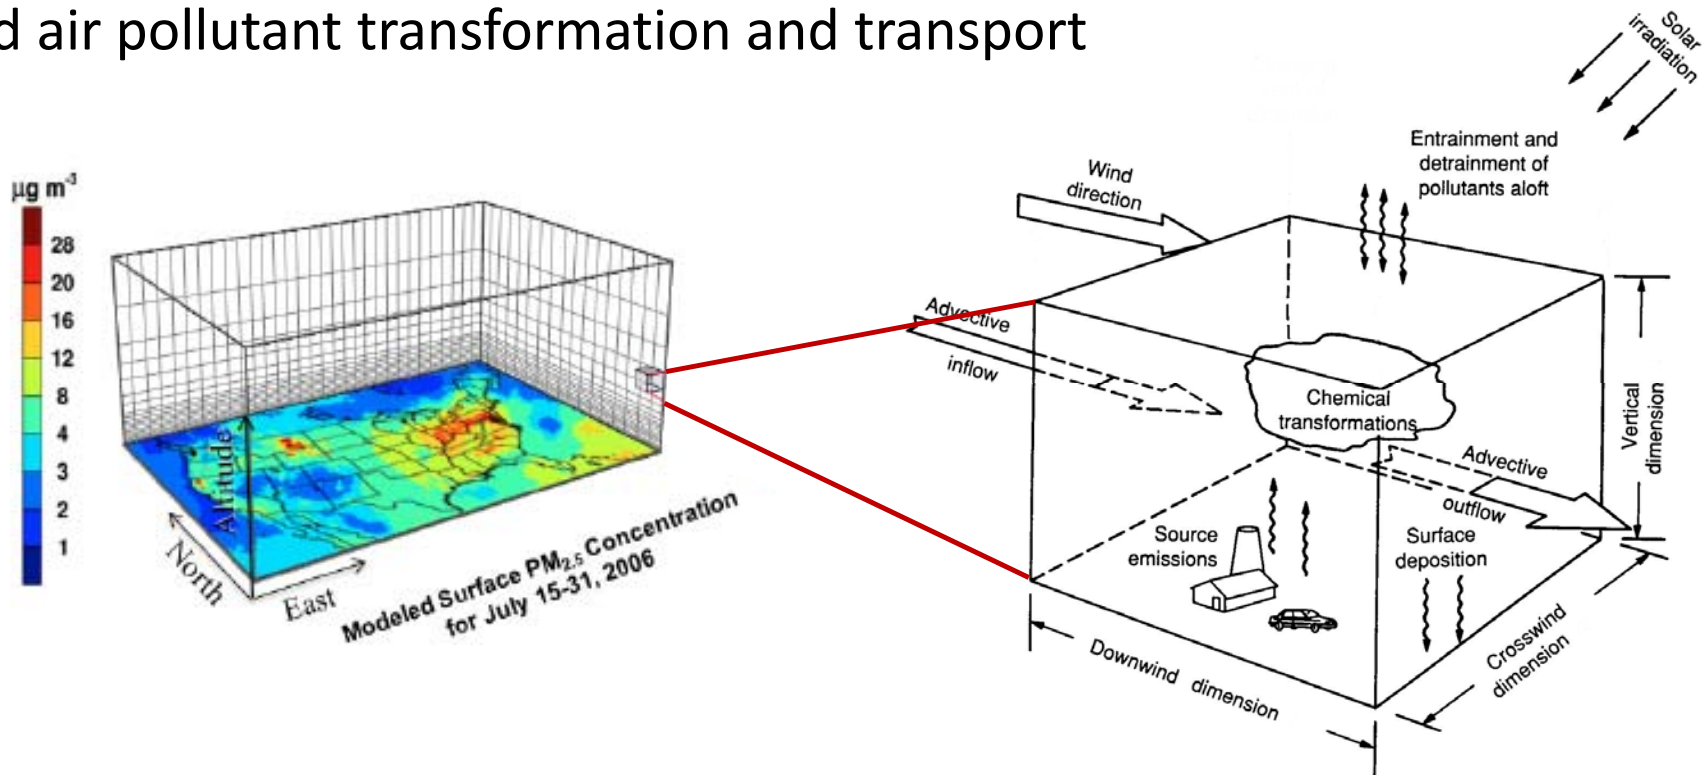 d air pollutant transformation and transport
µg m⁻³
28
20
16
12
8
4
3
2
1
Altitude
North
East
Modeled Surface PM₂.₅ Concentration
for July 15-31, 2006
Solar
irradiation
Entrainment and
detrainment of
pollutants aloft
Wind
direction
Advective
inflow
Chemical
transformations
Advective
outflow
Vertical
dimension
Source
emissions
Surface
deposition
Crosswind
dimension
Downwind dimension